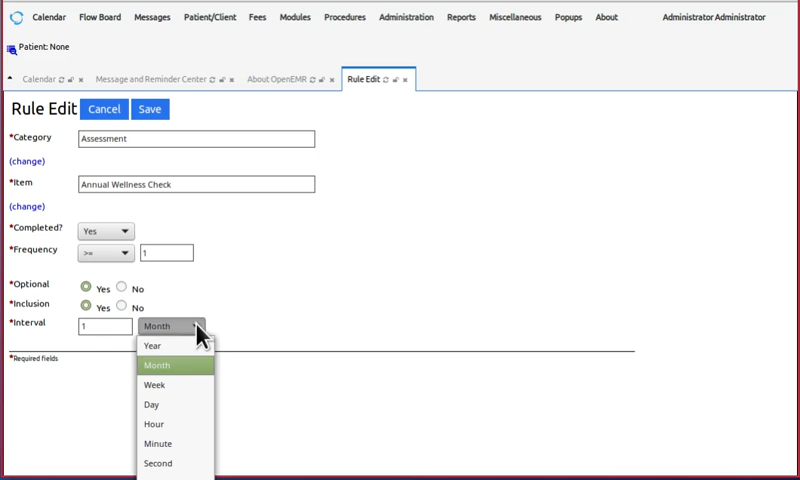 Calendar Flow Board Messages Patient/Client Fees Modules Procedures Administration Reports Miscellaneous Popups About Administrator Administrator
Patient: None
Calendar Message and Reminder Center About OpenEMR Rule Edit
Rule Edit Cancel Save
*Category Assessment
(change)
*Item Annual Wellness Check
(change)
*Completed? Yes
*Frequency >= 1
*Optional Yes No
*Inclusion Yes No
*Interval 1 Month
Year
*Required fields
Month
Week
Day
Hour
Minute
Second